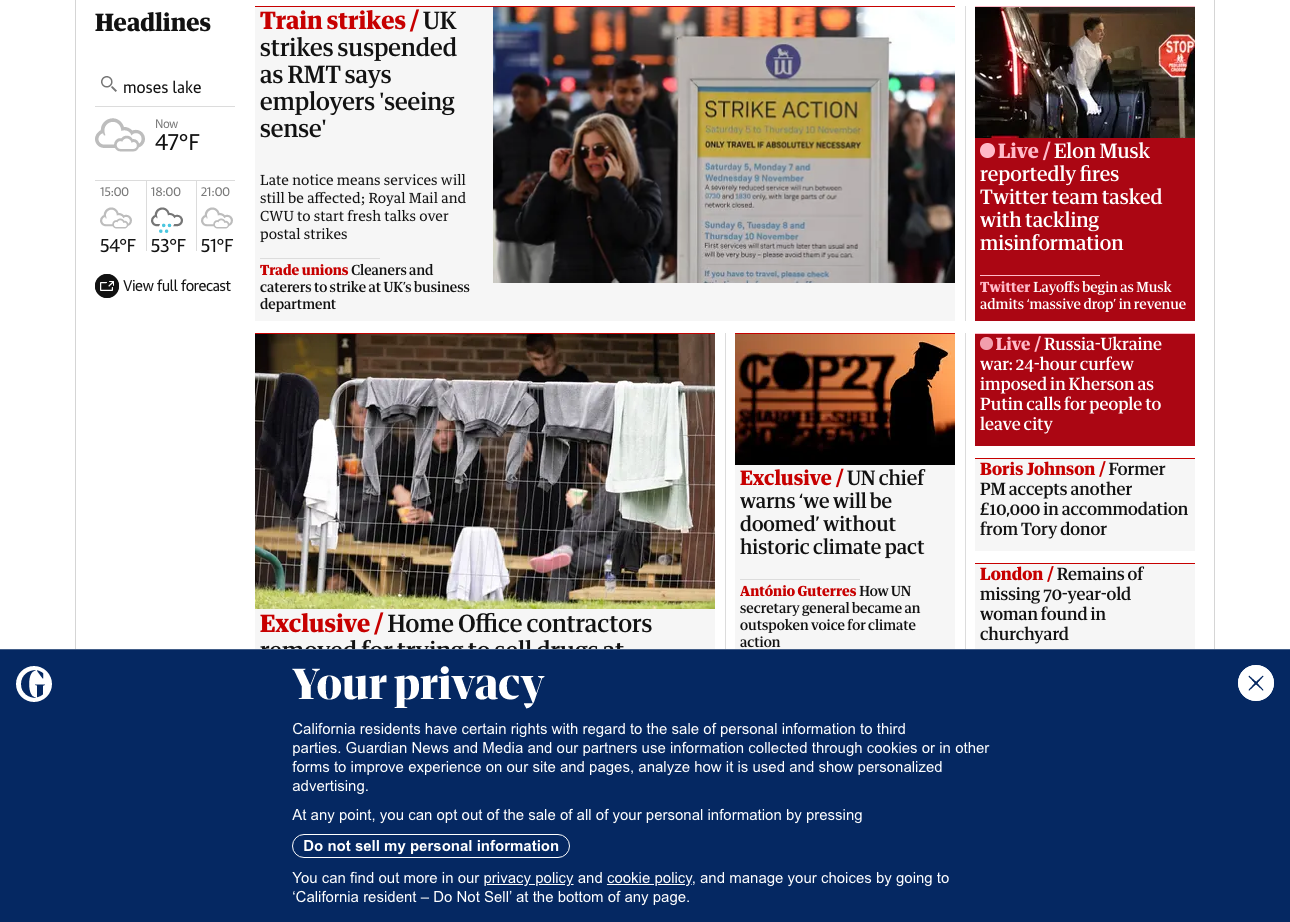 Headlines
moses lake
Now
47°F
15:00
54°F
18:00
53°F
21:00
51°F
View full forecast
Train strikes / UK
strikes suspended
as RMT says
employers 'seeing
sense'
Late notice means services will
still be affected; Royal Mail and
CWU to start fresh talks over
postal strikes
Trade unions Cleaners and
caterers to strike at UK's business
department
STRIKE ACTION
Saturday 5 to Thursday 10 November
ONLY TRAVEL IF ABSOLUTELY NECESSARY
Saturday 5, Monday 7 and
Wednesday 9 November
A severely reduced service will run between
0730 and 1830 only, with large parts of our
network closed.
Sunday 6, Tuesday 8 and
Thursday 10 November
First services will start much later than usual and
will be very busy – please avoid them if you can.
If you have to travel, please check
STOP
Live / Elon Musk
reportedly fires
Twitter team tasked
with tackling
misinformation
Twitter Layoffs begin as Musk
admits ‘massive drop’ in revenue
Exclusive / Home Office contractors
removed for trying to sell drugs at
COP27
SHARM EL-SHEIKH
Exclusive / UN chief
warns ‘we will be
doomed’ without
historic climate pact
António Guterres How UN
secretary general became an
outspoken voice for climate
action
Live / Russia-Ukraine
war: 24-hour curfew
imposed in Kherson as
Putin calls for people to
leave city
Boris Johnson / Former
PM accepts another
£10,000 in accommodation
from Tory donor
London / Remains of
missing 70-year-old
woman found in
churchyard
Your privacy
California residents have certain rights with regard to the sale of personal information to third
parties. Guardian News and Media and our partners use information collected through cookies or in other
forms to improve experience on our site and pages, analyze how it is used and show personalized
advertising.
At any point, you can opt out of the sale of all of your personal information by pressing
Do not sell my personal information
You can find out more in our privacy policy and cookie policy, and manage your choices by going to
‘California resident – Do Not Sell’ at the bottom of any page.